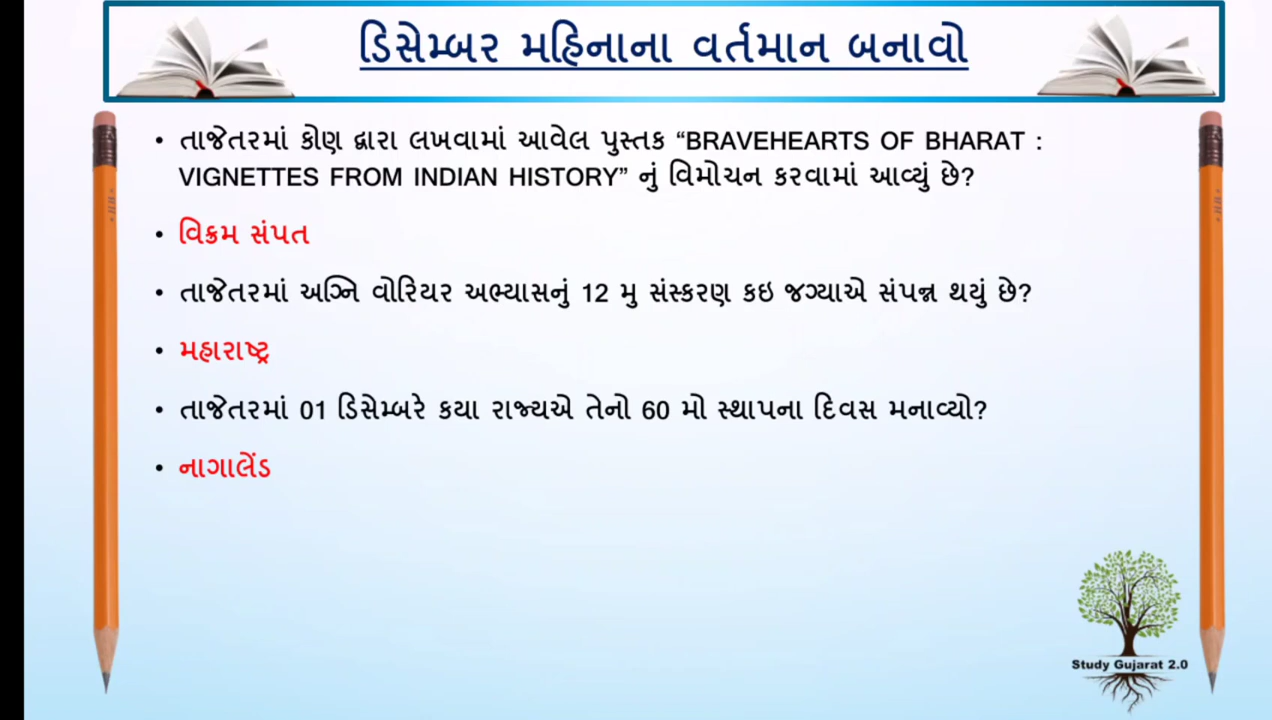 ડિસેમ્બર મહિનાના વર્તમાન બનાવો
• તાજેતરમાં કોણ દ્વારા લખવામાં આવેલ પુસ્તક “BRAVEHEARTS OF BHARAT :
VIGNETTES FROM INDIAN HISTORY” નું વિમોચન કરવામાં આવ્યું છે?
• વિક્રમ સંપત
• તાજેતરમાં અગ્નિ વોરિયર અભ્યાસનું 12 મુ સંસ્કરણ કઇ જગ્યાએ સંપન્ન થયું છે?
• મહારાષ્ટ્ર
• તાજેતરમાં 01 ડિસેમ્બરે કયા રાજ્યએ તેનો 60 મો સ્થાપના દિવસ મનાવ્યો?
• નાગાલેંડ
Study Gujarat 2.0
HB
HB